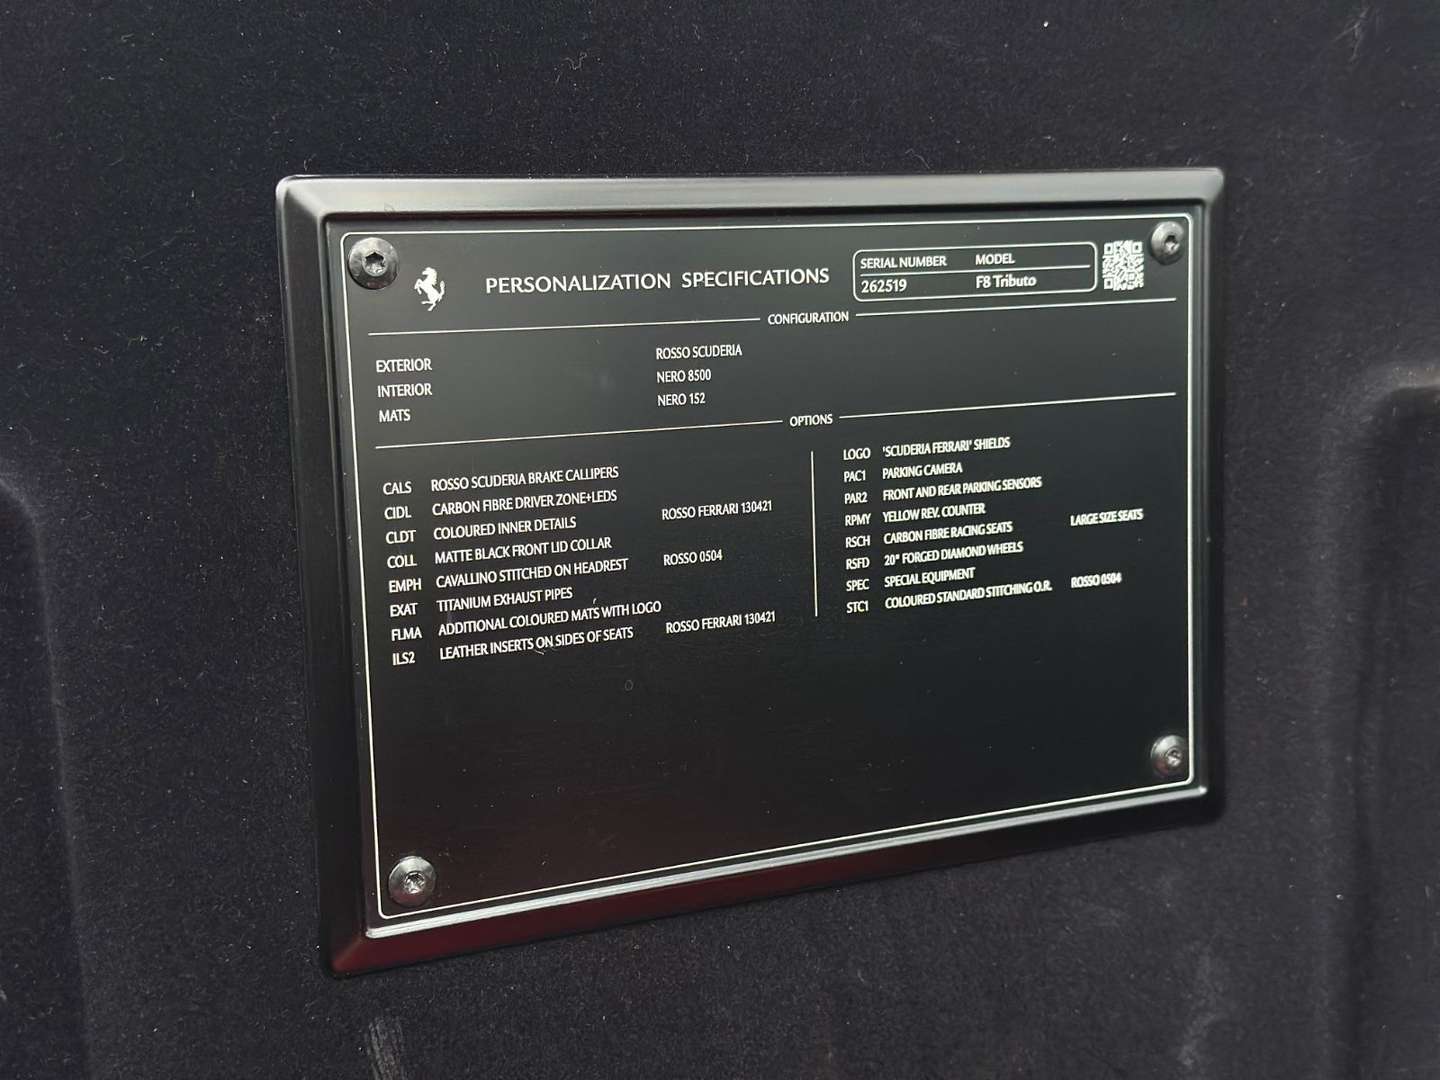 PERSONALIZATION SPECIFICATIONS
SERIAL NUMBER MODEL
262519 F8 Tributo
CONFIGURATION
EXTERIOR ROSSO SCUDERIA
INTERIOR NERO 8500
MATS NERO 152
OPTIONS
CALS ROSSO SCUDERIA BRAKE CALLIPERS
CIDL CARBON FIBRE DRIVER ZONE+LEDS
CLDT COLOURED INNER DETAILS ROSSO FERRARI 130421
COLL MATTE BLACK FRONT LID COLLAR
EMPH CAVALLINO STITCHED ON HEADREST ROSSO 0504
EXAT TITANIUM EXHAUST PIPES
FLMA ADDITIONAL COLOURED MATS WITH LOGO
ILS2 LEATHER INSERTS ON SIDES OF SEATS ROSSO FERRARI 130421
LOGO 'SCUDERIA FERRARI' SHIELDS
PAC1 PARKING CAMERA
PAR2 FRONT AND REAR PARKING SENSORS
RPMY YELLOW REV. COUNTER
RSCH CARBON FIBRE RACING SEATS LARGE SIZE SEATS
RSFD 20" FORGED DIAMOND WHEELS
SPEC SPECIAL EQUIPMENT
STC1 COLOURED STANDARD STITCHING O.R. ROSSO 0504